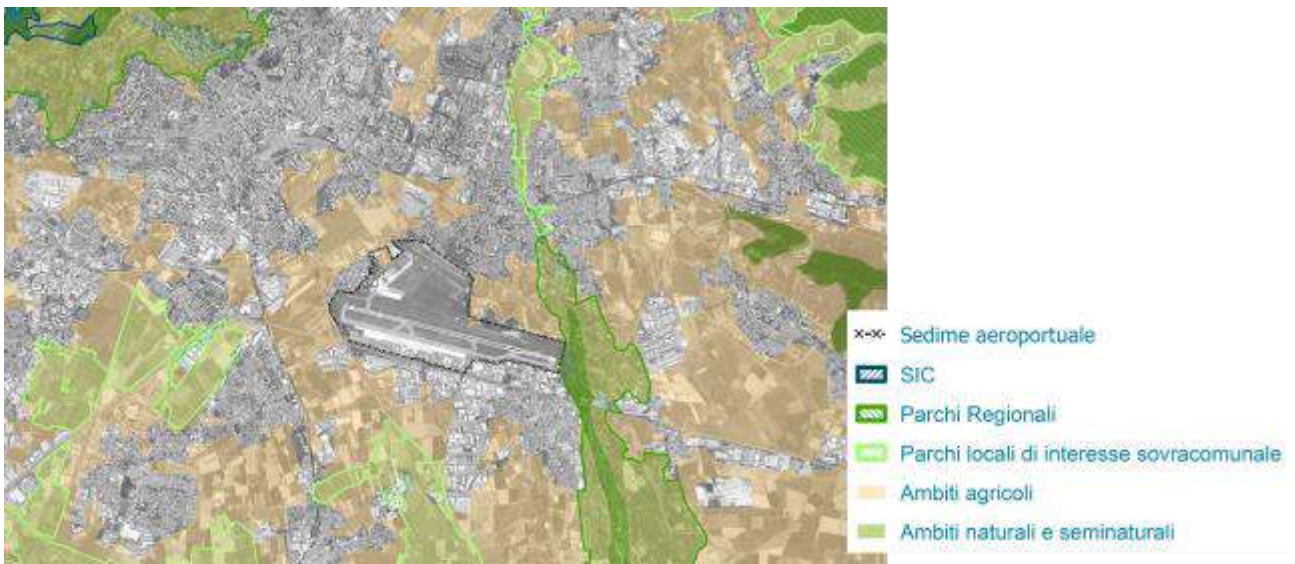 Sedime aeroportuale
SIC
Parchi Regionali
Parchi locali di interesse sovracomunale
Ambiti agricoli
Ambiti naturali e seminaturali